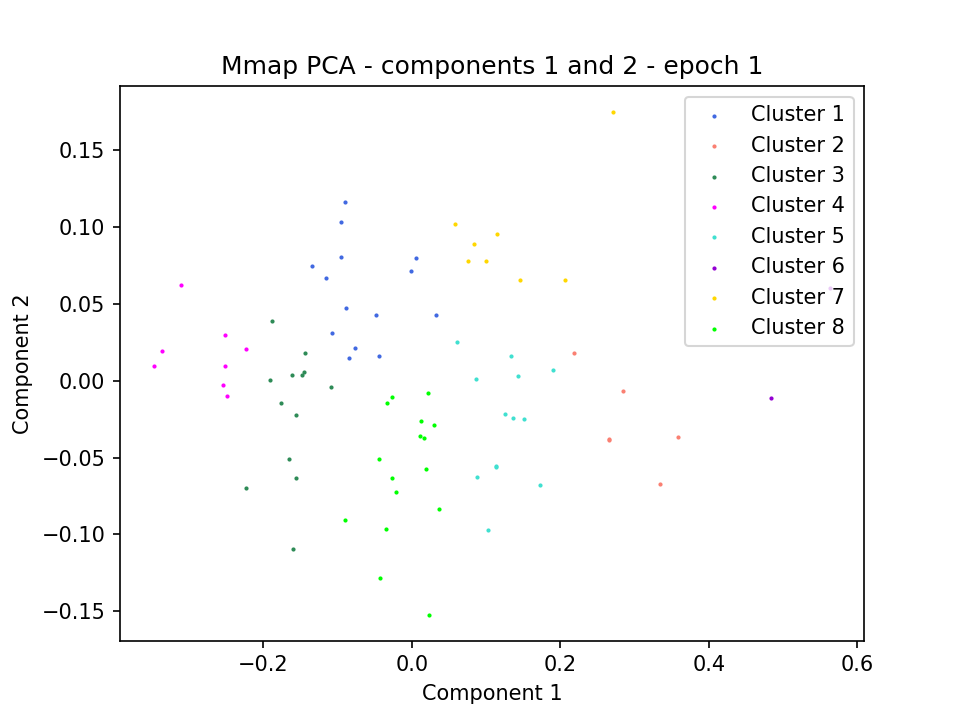 Mmap PCA - components 1 and 2 - epoch 1
Cluster 1
Cluster 2
Cluster 3
Cluster 4
Cluster 5
Cluster 6
Cluster 7
Cluster 8
0.15
0.10
0.05
0.00
−0.05
−0.10
−0.15
Component 2
−0.2
0.0
0.2
0.4
0.6
Component 1